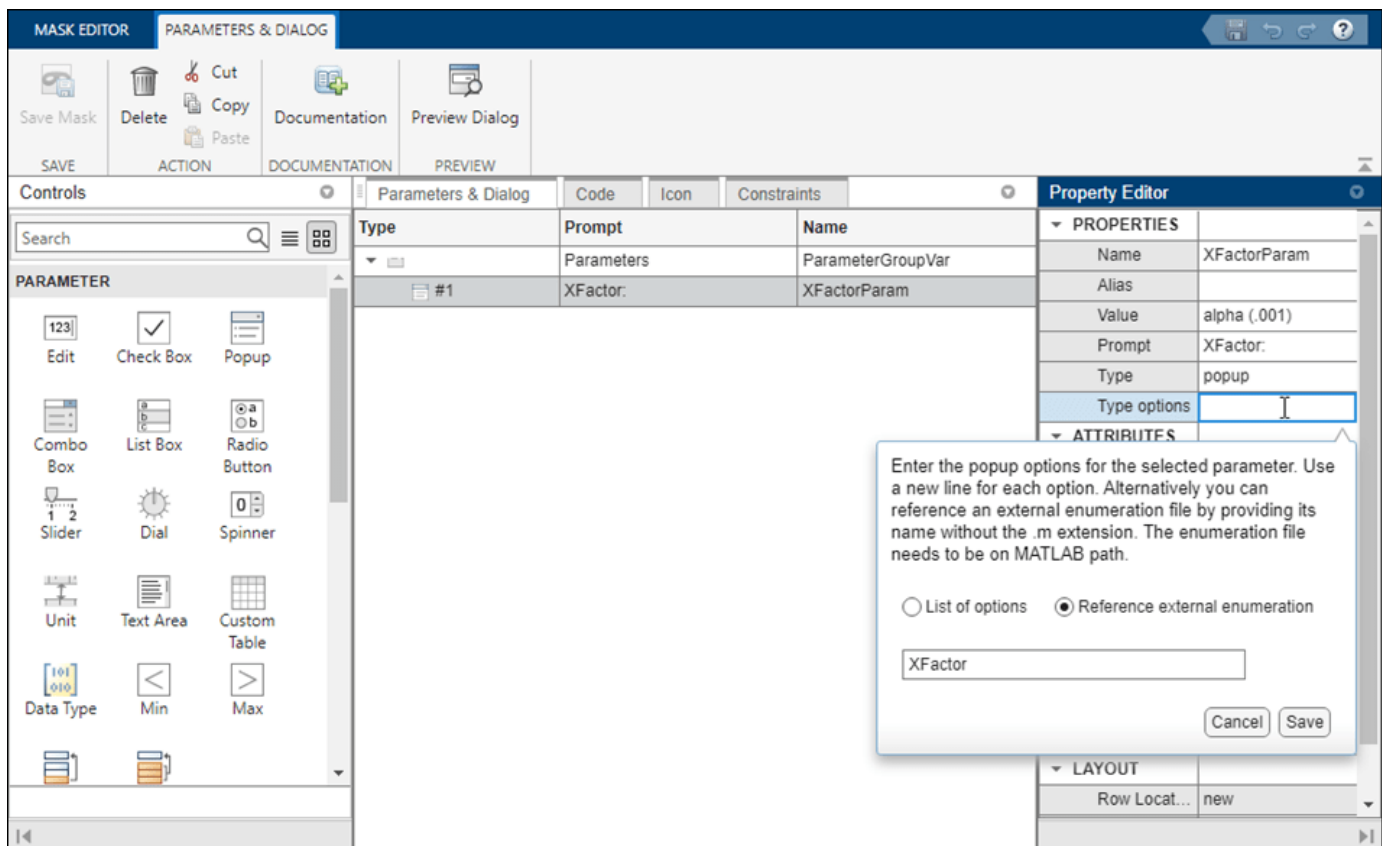 MASK EDITOR
PARAMETERS & DIALOG
?
Save Mask
Delete
Cut
Copy
Paste
Documentation
Preview Dialog
SAVE
ACTION
DOCUMENTATION
PREVIEW
Controls
Search
PARAMETER
123
Edit
Check Box
Popup
a
b
c
a
b
Combo
Box
List Box
Radio
Button
1 2
0
Slider
Dial
Spinner
Unit
Text Area
Custom
Table
101
010
<
>
Data Type
Min
Max
Parameters & Dialog
Code
Icon
Constraints
Type Prompt Name
Parameters ParameterGroupVar
#1 XFactor: XFactorParam
Property Editor
PROPERTIES
Name XFactorParam
Alias
Value alpha (.001)
Prompt XFactor:
Type popup
Type options
ATTRIBUTES
Enter the popup options for the selected parameter. Use
a new line for each option. Alternatively you can
reference an external enumeration file by providing its
name without the .m extension. The enumeration file
needs to be on MATLAB path.
List of options Reference external enumeration
XFactor
Cancel Save
LAYOUT
Row Locat... new